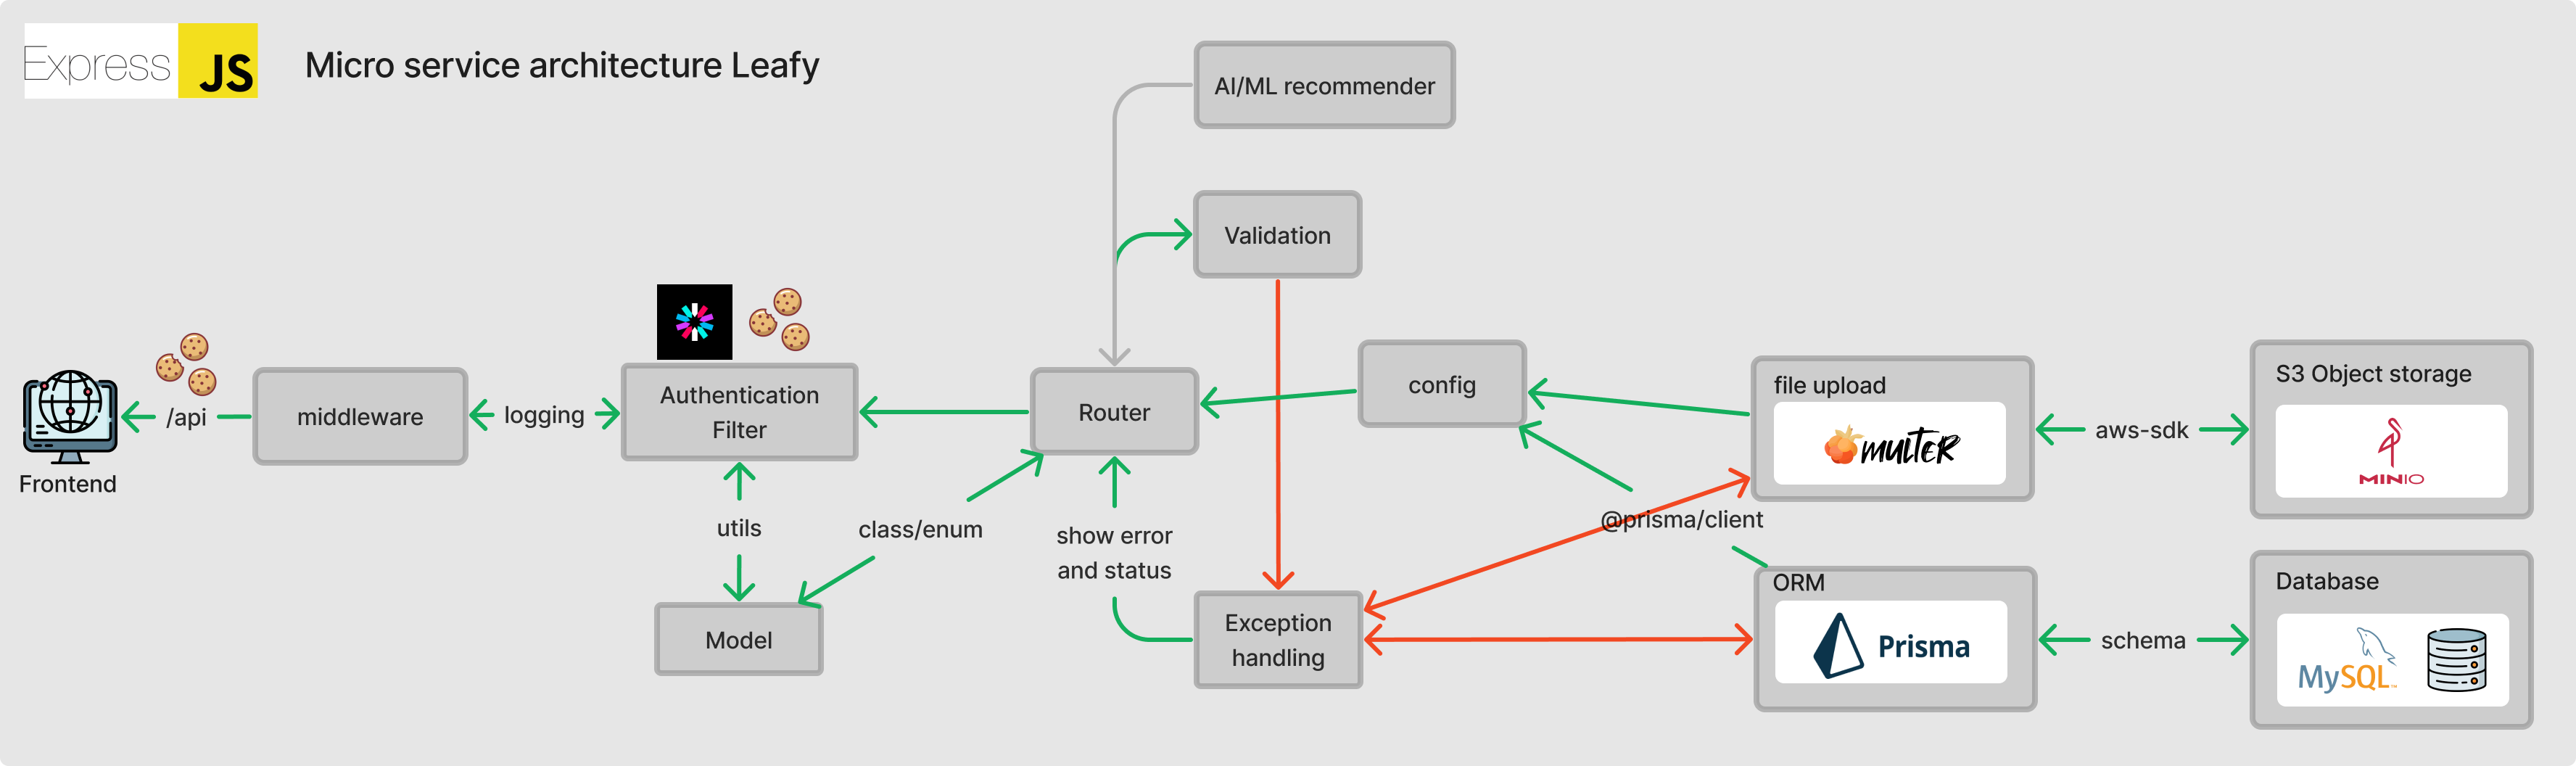 Express
JS
Micro service architecture Leafy
AI/ML recommender
Validation
/api
Frontend
middleware
logging
Authentication
Filter
utils
Model
class/enum
Router
show error
and status
config
Exception
handling
@prisma/client
file upload
MULTER
aws-sdk
S3 Object storage
MINIO
ORM
Prisma
schema
Database
MySQL